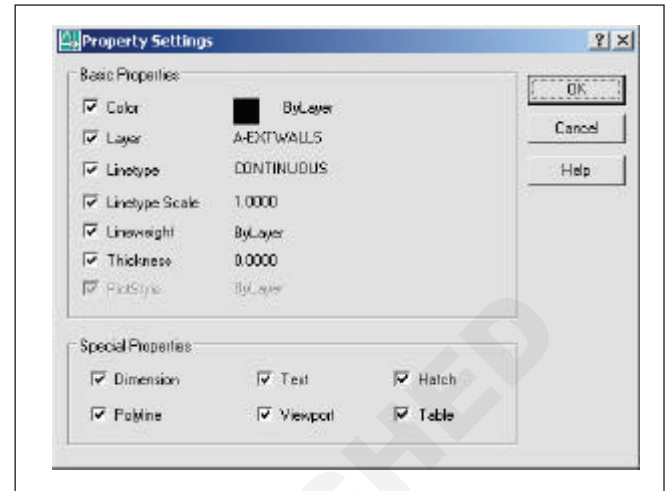 Property Settings
Basic Properties
Color ByLayer
Layer A-EXTWALLS
Linetype CONTINUOUS
Linetype Scale 1.0000
Lineweight ByLayer
Thickness 0.0000
PlotStyle ByLayer
OK
Cancel
Help
Special Properties
Dimension Text Hatch
Polyline Viewport Table
SHED